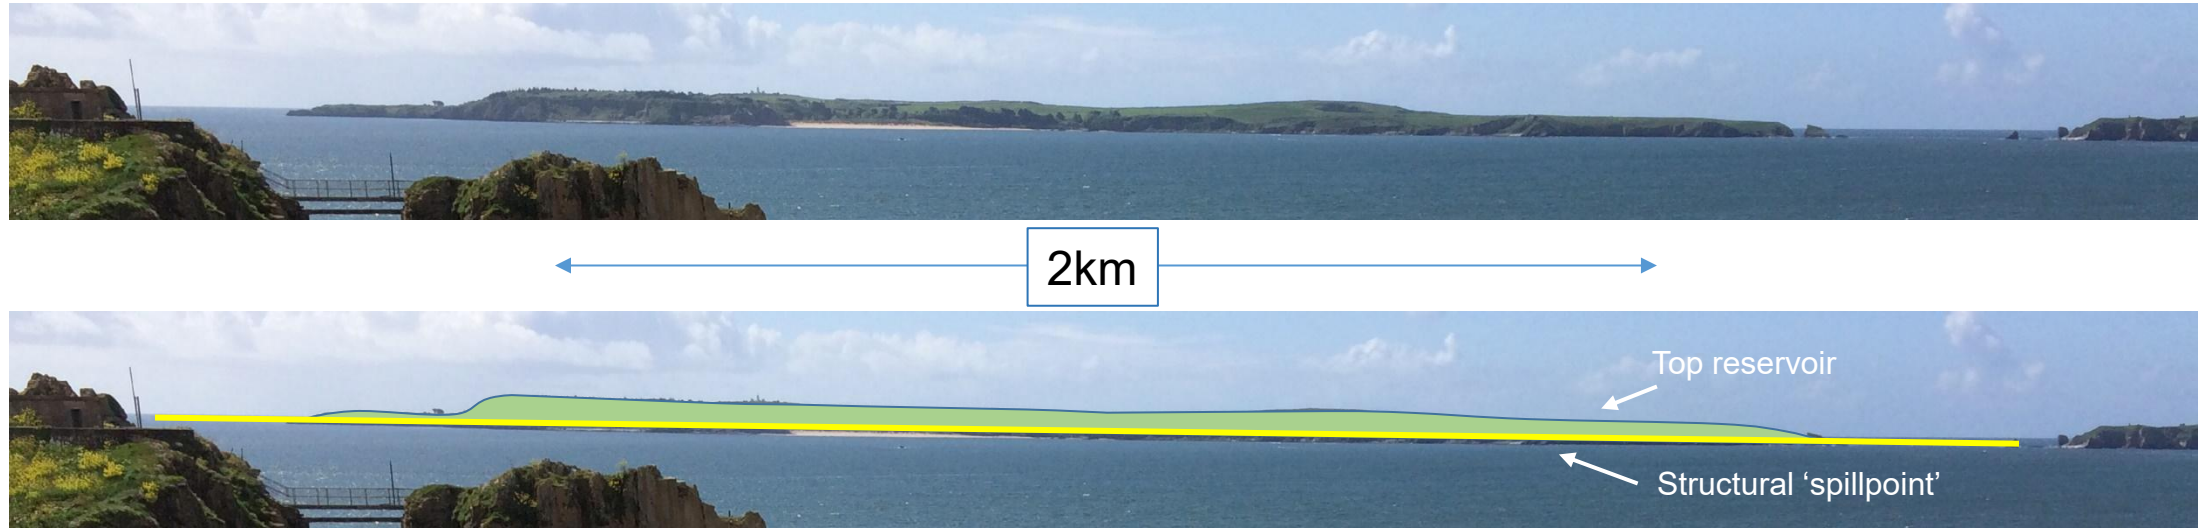 2km
Top reservoir
Structural ‘spillpoint’